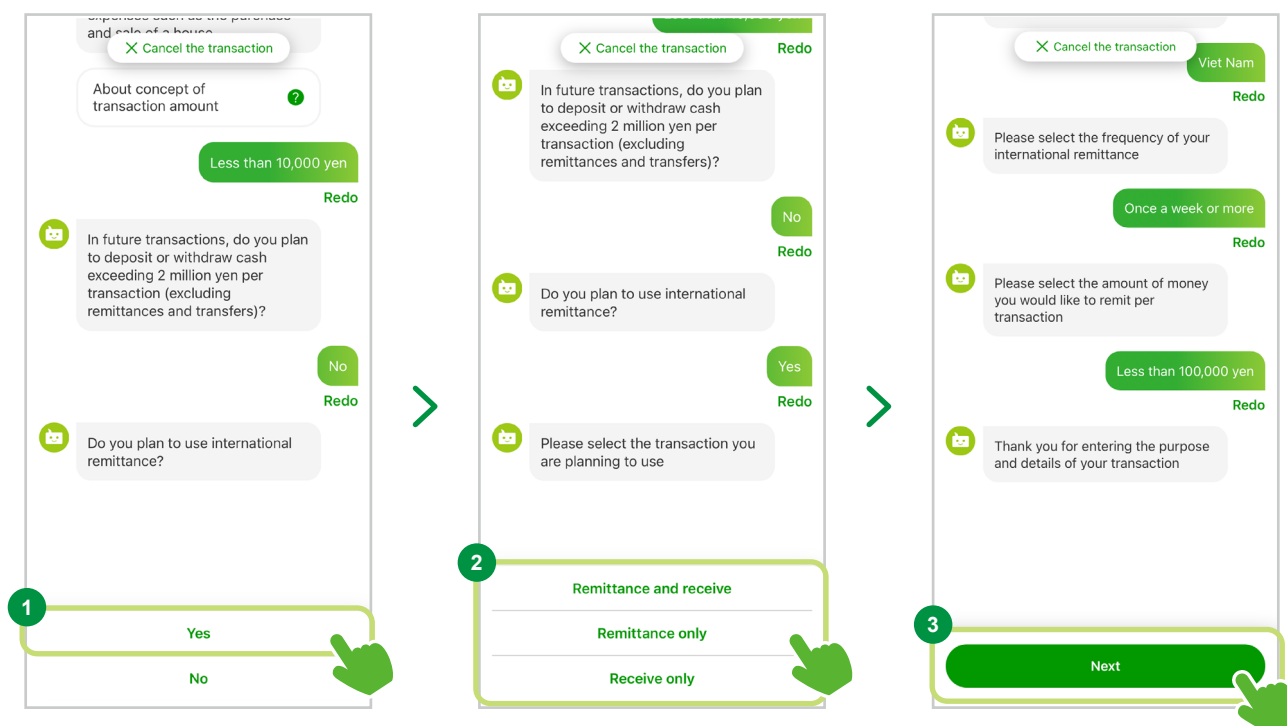 and sale of a house
Cancel the transaction
About concept of
transaction amount
?
Less than 10,000 yen
Redo
In future transactions, do you plan
to deposit or withdraw cash
exceeding 2 million yen per
transaction (excluding
remittances and transfers)?
No
Redo
Do you plan to use international
remittance?
1
Yes
No
Cancel the transaction
Redo
In future transactions, do you plan
to deposit or withdraw cash
exceeding 2 million yen per
transaction (excluding
remittances and transfers)?
No
Redo
Do you plan to use international
remittance?
Yes
Redo
Please select the transaction you
are planning to use
2
Remittance and receive
Remittance only
Receive only
Cancel the transaction
Viet Nam
Redo
Please select the frequency of your
international remittance
Once a week or more
Redo
Please select the amount of money
you would like to remit per
transaction
Less than 100,000 yen
Redo
Thank you for entering the purpose
and details of your transaction
3
Next